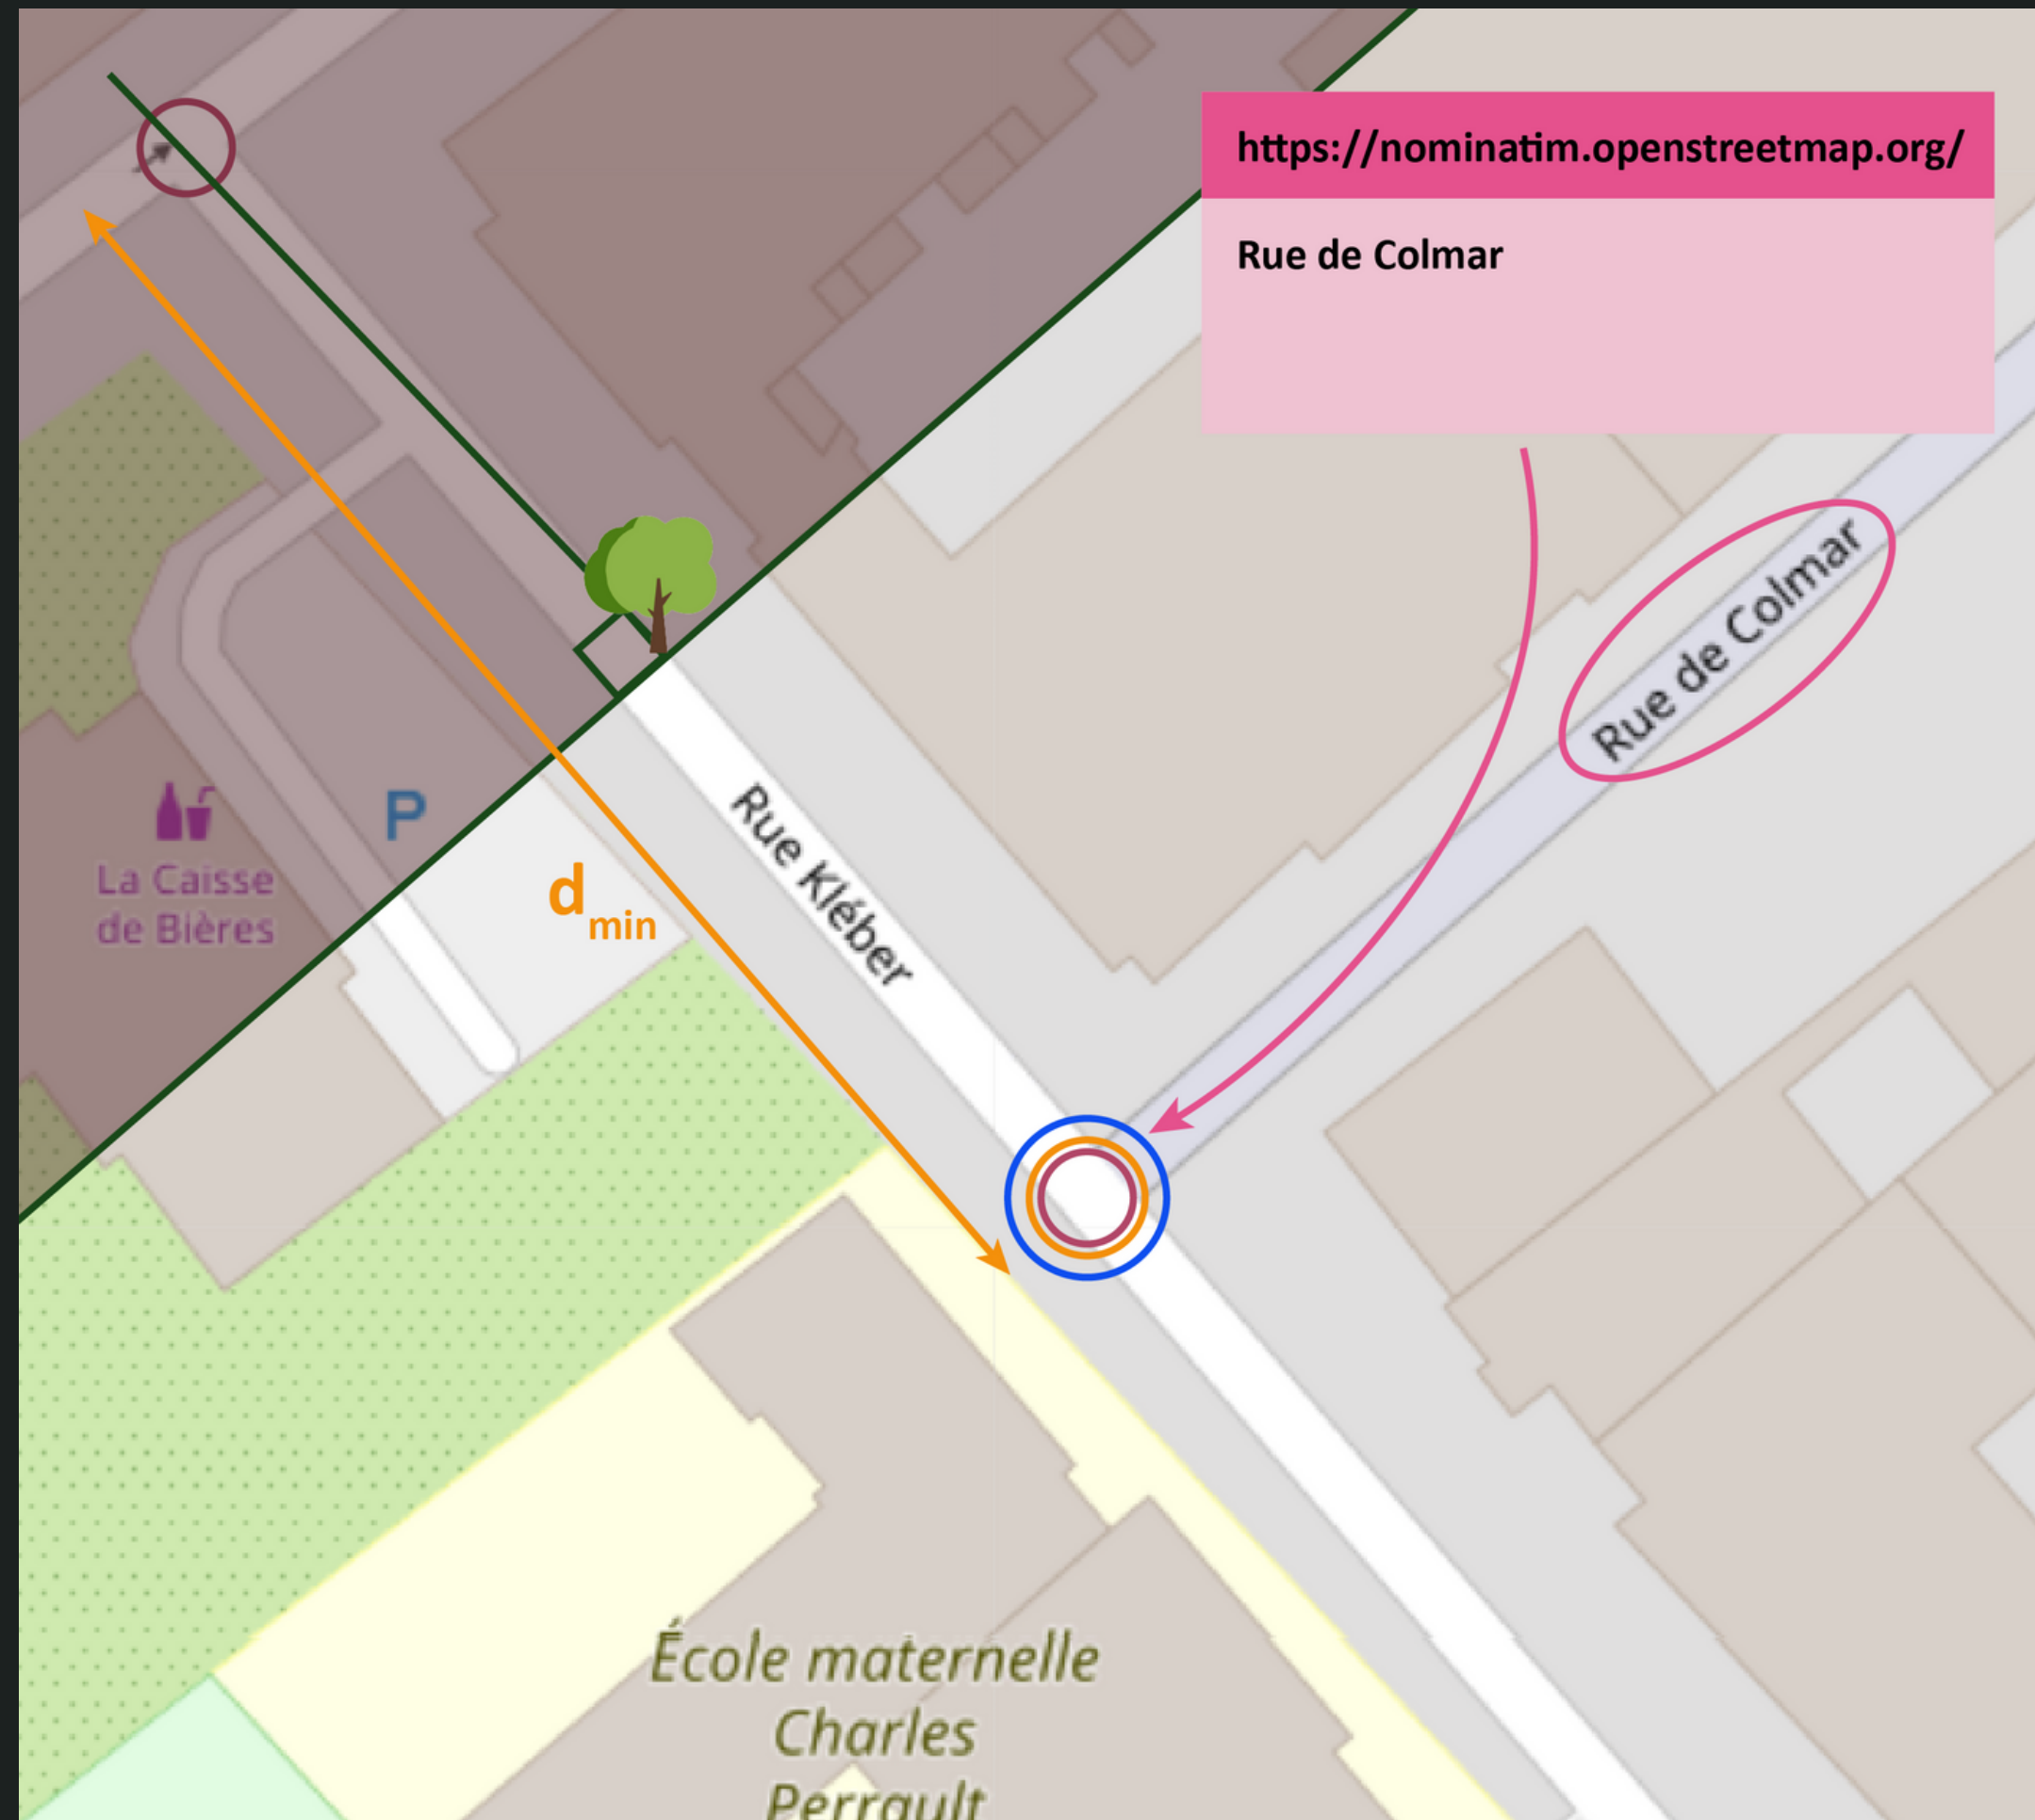 https://nominatim.openstreetmap.org/
Rue de Colmar
Rue de Colmar
P
La Caisse
de Bières
d
min
Rue Kléber
École maternelle
Charles
Perrault